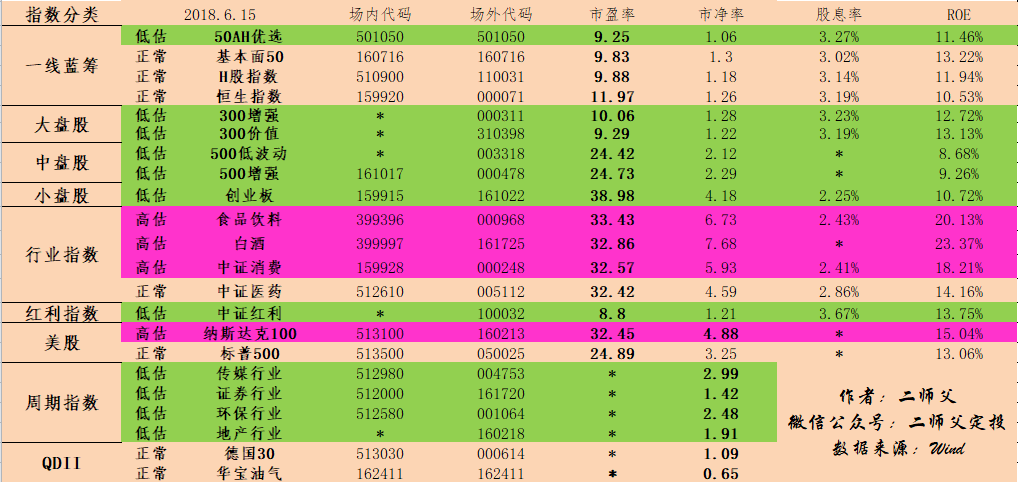 指数分类 2018.6.15 场内代码 场外代码 市盈率 市净率 股息率 ROE
一线蓝筹
低估 50AH优选 501050 501050 9.25 1.06 3.27% 11.46%
正常 基本面50 160716 160716 9.83 1.3 3.02% 13.22%
正常 H股指数 510900 110031 9.88 1.18 3.14% 11.94%
正常 恒生指数 159920 000071 11.97 1.26 3.19% 10.53%
大盘股
低估 300增强 * 000311 10.06 1.28 3.23% 12.72%
低估 300价值 * 310398 9.29 1.22 3.19% 13.13%
中盘股
低估 500低波动 * 003318 24.42 2.12 * 8.68%
低估 500增强 161017 000478 24.73 2.29 * 9.26%
小盘股 低估 创业板 159915 161022 38.98 4.18 2.25% 10.72%
行业指数
高估 食品饮料 399396 000968 33.43 6.73 2.43% 20.13%
高估 白酒 399997 161725 32.86 7.68 * 23.37%
高估 中证消费 159928 000248 32.57 5.93 2.41% 18.21%
正常 中证医药 512610 005112 32.42 4.59 2.86% 14.16%
红利指数 低估 中证红利 * 100032 8.8 1.21 3.67% 13.75%
美股
高估 纳斯达克100 513100 160213 32.45 4.88 * 15.04%
正常 标普500 513500 050025 24.89 3.25 * 13.06%
周期指数
低估 传媒行业 512980 004753 * 2.99
低估 证券行业 512000 161720 * 1.42
低估 环保行业 512580 001064 * 2.48
低估 地产行业 * 160218 * 1.91
QDII
正常 德国30 513030 000614 * 1.09
正常 华宝油气 162411 162411 * 0.65
作者：二师父
微信公众号：二师父定投
数据来源：Wind